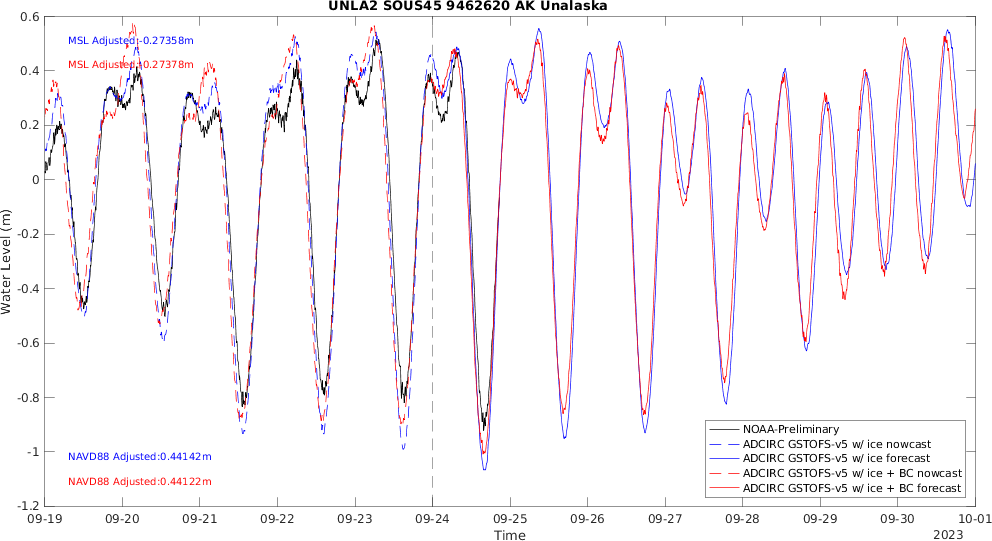 UNLA2 SOUS45 9462620 AK Unalaska
MSL Adjusted:-0.27358m
MSL Adjusted:-0.27378m
NAVD88 Adjusted:0.44142m
NAVD88 Adjusted:0.44122m
Water Level (m)
0.6
0.4
0.2
0
-0.2
-0.4
-0.6
-0.8
-1
-1.2
NOAA-Preliminary
ADCIRC GSTOFS-v5 w/ ice nowcast
ADCIRC GSTOFS-v5 w/ ice forecast
ADCIRC GSTOFS-v5 w/ ice + BC nowcast
ADCIRC GSTOFS-v5 w/ ice + BC forecast
09-19 09-20 09-21 09-22 09-23 09-24 09-25 09-26 09-27 09-28 09-29 09-30 10-01
Time
2023